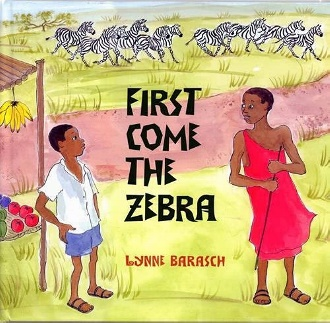 FIRST
COME
THE
ZEBRA
LYNNE BARASCH